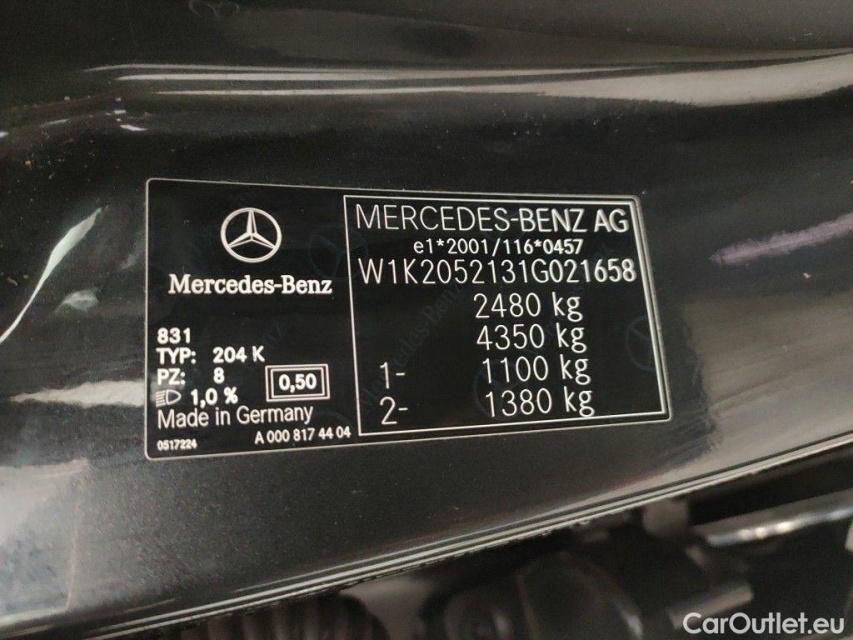 Mercedes-Benz
831
TYP: 204 K
PZ: 8
1,0 %
0,50
Made in Germany
0517224
A 000 817 44 04
MERCEDES-BENZ AG
e1*2001/116*0457
W1K2052131G021658
2480 kg
4350 kg
1- 1100 kg
2- 1380 kg
CarOutlet.eu